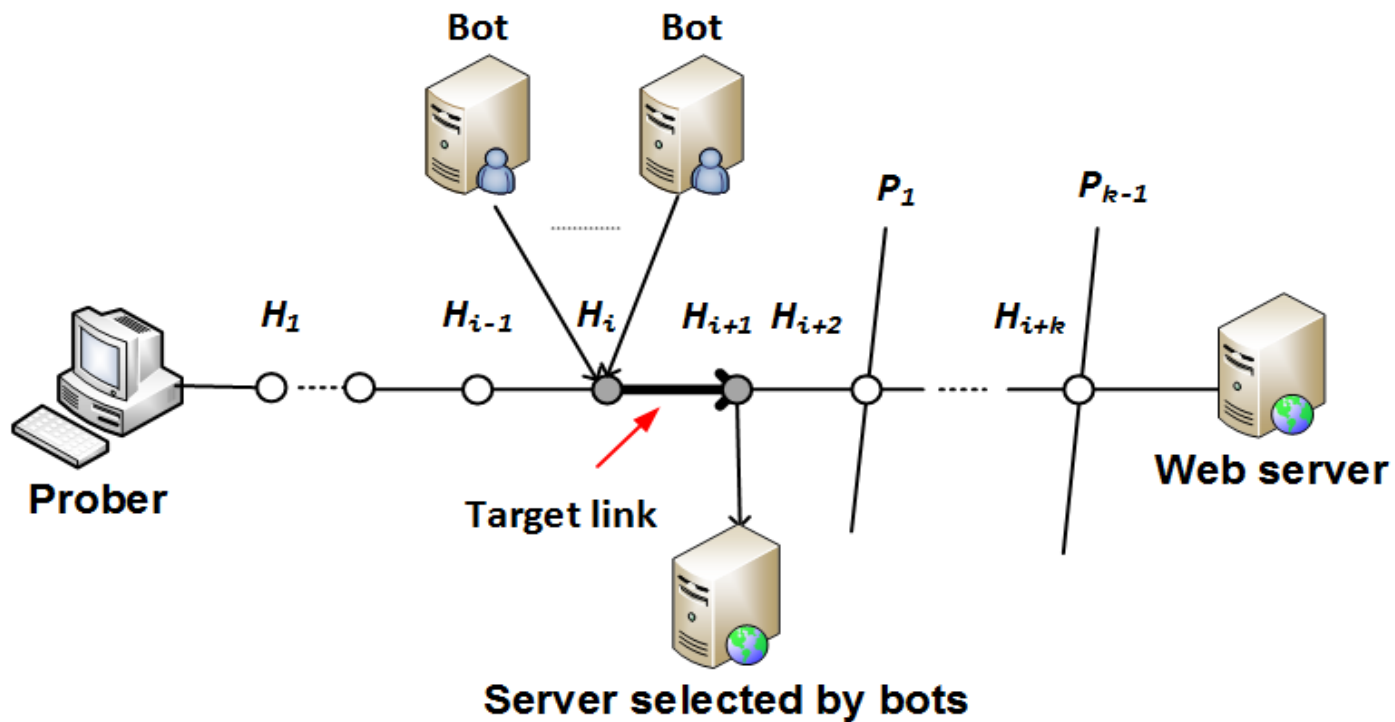 Bot Bot
P₁ Pₖ₋₁
H₁ Hᵢ₋₁ Hᵢ Hᵢ₊₁ Hᵢ₊₂ Hᵢ₊ₖ
Prober
Target link
Web server
Server selected by bots